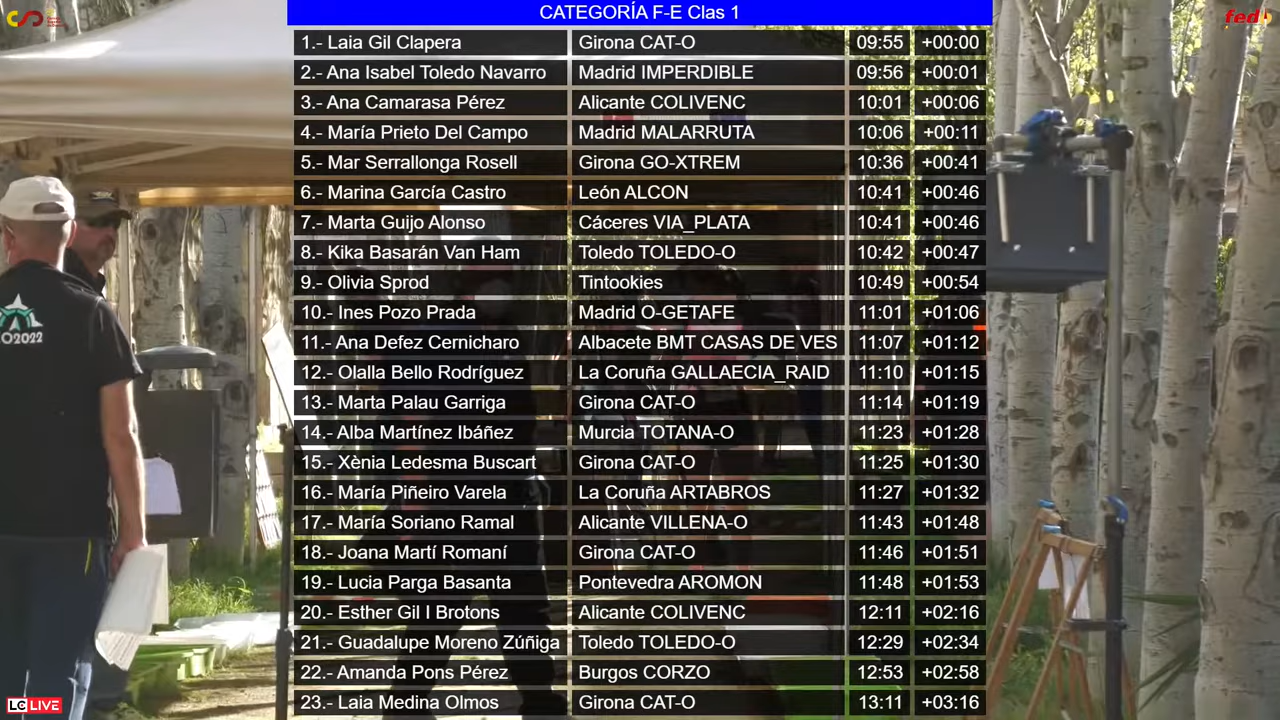 CATEGORÍA F-E Clas 1
fedo
1.- Laia Gil Clapera Girona CAT-O 09:55 +00:00
2.- Ana Isabel Toledo Navarro Madrid IMPERDIBLE 09:56 +00:01
3.- Ana Camarasa Pérez Alicante COLIVENC 10:01 +00:06
4.- María Prieto Del Campo Madrid MALARRUTA 10:06 +00:11
5.- Mar Serrallonga Rosell Girona GO-XTREM 10:36 +00:41
6.- Marina García Castro León ALCON 10:41 +00:46
7.- Marta Guijo Alonso Cáceres VIA_PLATA 10:41 +00:46
8.- Kika Basarán Van Ham Toledo TOLEDO-O 10:42 +00:47
9.- Olivia Sprod Tintookies 10:49 +00:54
10.- Ines Pozo Prada Madrid O-GETAFE 11:01 +01:06
O2022
11.- Ana Defez Cernicharo Albacete BMT CASAS DE VES 11:07 +01:12
12.- Olalla Bello Rodríguez La Coruña GALLAECIA_RAID 11:10 +01:15
13.- Marta Palau Garriga Girona CAT-O 11:14 +01:19
14.- Alba Martínez Ibáñez Murcia TOTANA-O 11:23 +01:28
15.- Xènia Ledesma Buscart Girona CAT-O 11:25 +01:30
16.- María Piñeiro Varela La Coruña ARTABROS 11:27 +01:32
17.- María Soriano Ramal Alicante VILLENA-O 11:43 +01:48
18.- Joana Martí Romaní Girona CAT-O 11:46 +01:51
19.- Lucia Parga Basanta Pontevedra AROMON 11:48 +01:53
20.- Esther Gil I Brotons Alicante COLIVENC 12:11 +02:16
21.- Guadalupe Moreno Zúñiga Toledo TOLEDO-O 12:29 +02:34
22.- Amanda Pons Pérez Burgos CORZO 12:53 +02:58
23.- Laia Medina Olmos Girona CAT-O 13:11 +03:16
LG LIVE